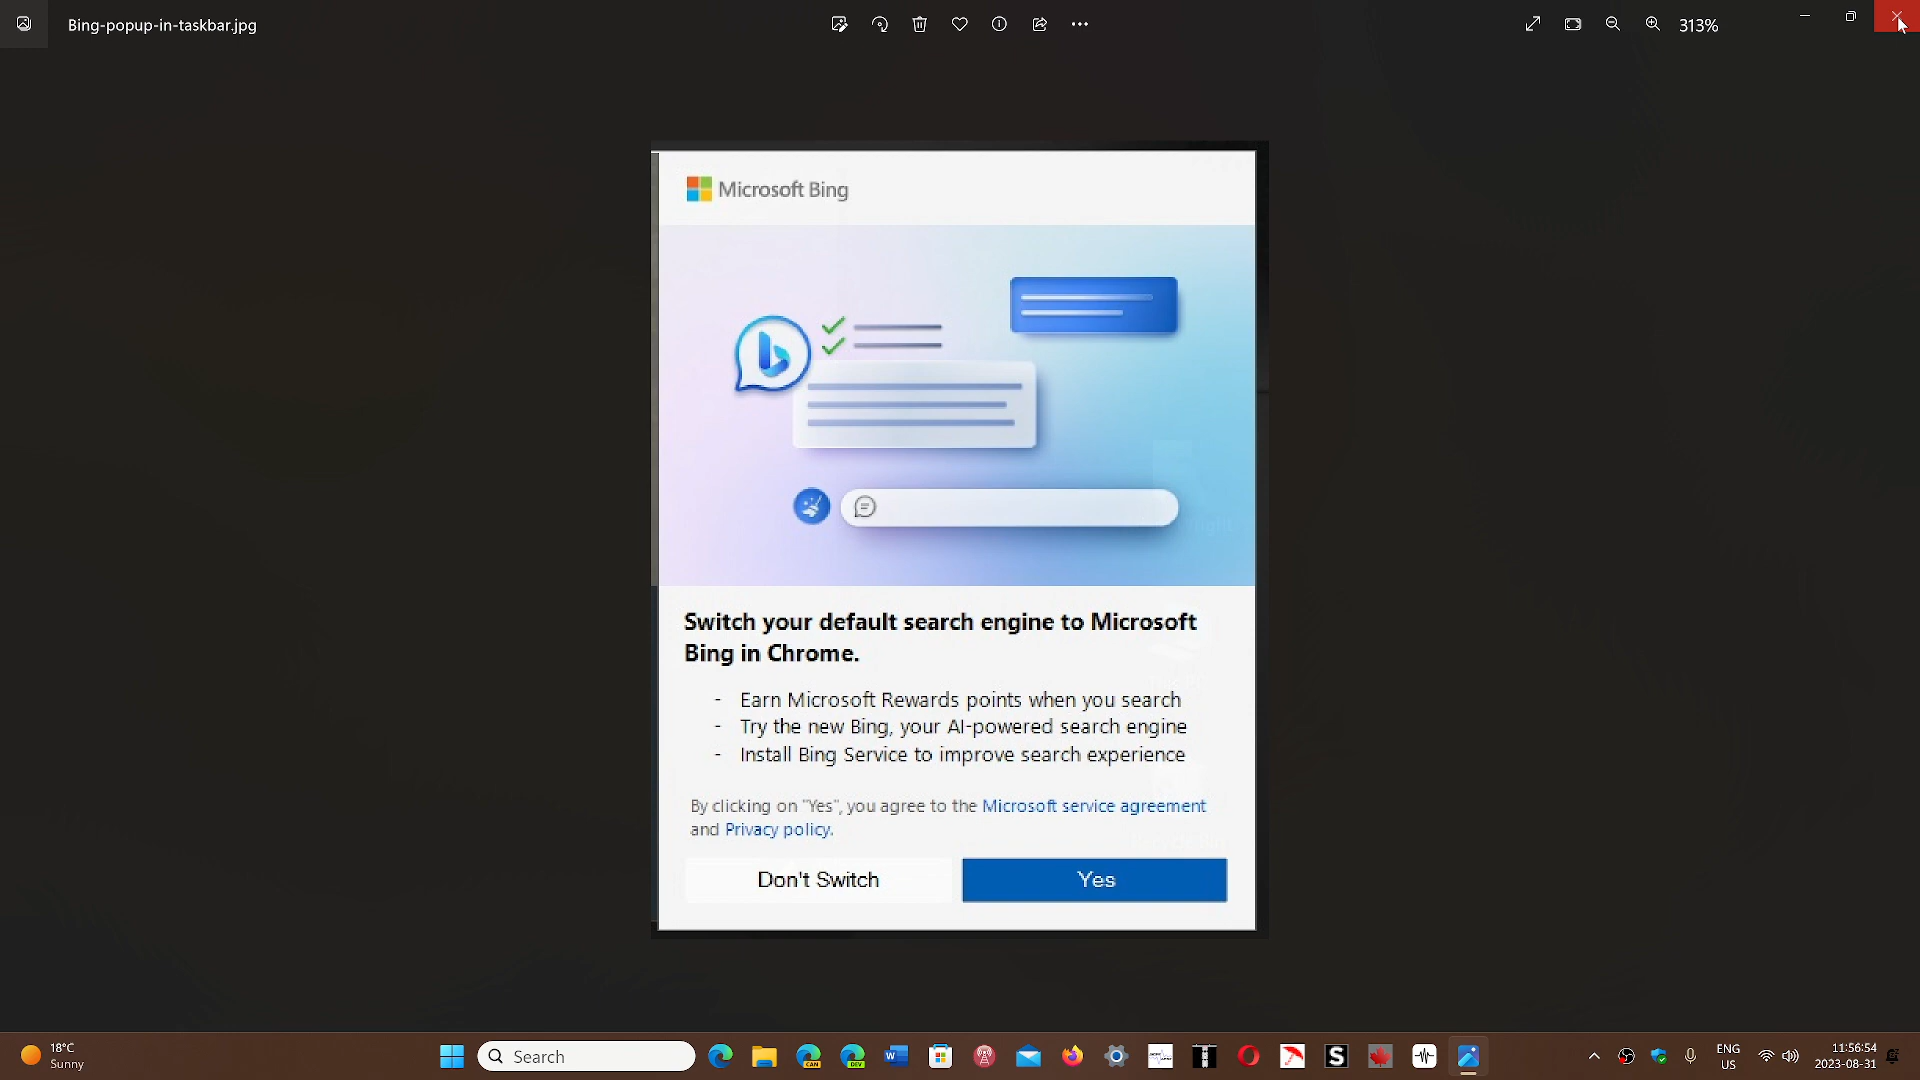 Bing-popup-in-taskbar.jpg
313%
Microsoft Bing
Switch your default search engine to Microsoft
Bing in Chrome.
- Earn Microsoft Rewards points when you search
- Try the new Bing, your AI-powered search engine
- Install Bing Service to improve search experience
By clicking on "Yes", you agree to the Microsoft service agreement
and Privacy policy.
Don't Switch
Yes
18°C
Sunny
Search
CAN
DEV
W
S
ENG
US
11:56:54
2023-08-31